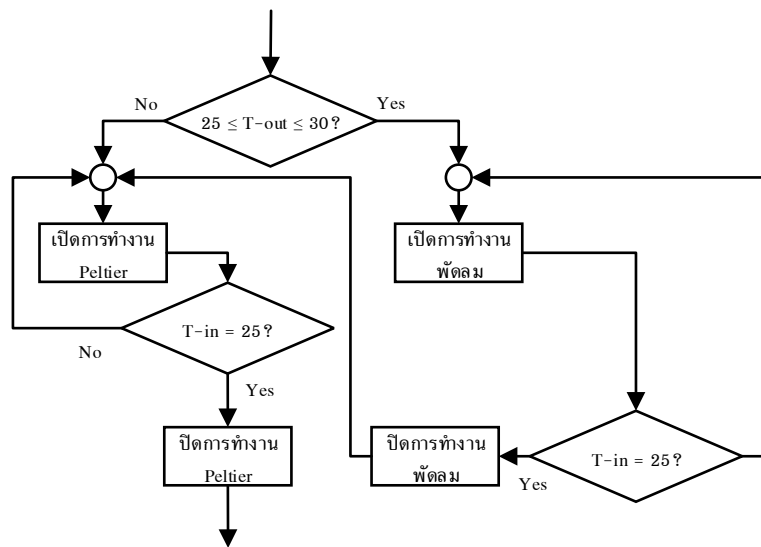 25 ≤ T-out ≤ 30?
No
Yes
เปิดการทำงาน
Peltier
เปิดการทำงาน
พัดลม
T-in = 25?
No
Yes
ปิดการทำงาน
Peltier
ปิดการทำงาน
พัดลม
Yes
T-in = 25?